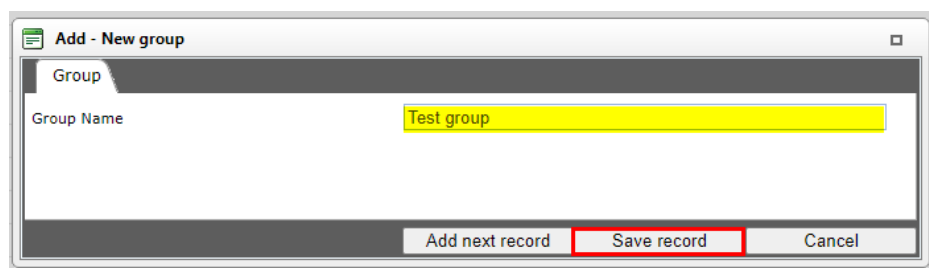 Add - New group
Group
Group Name
Test group
Add next record
Save record
Cancel